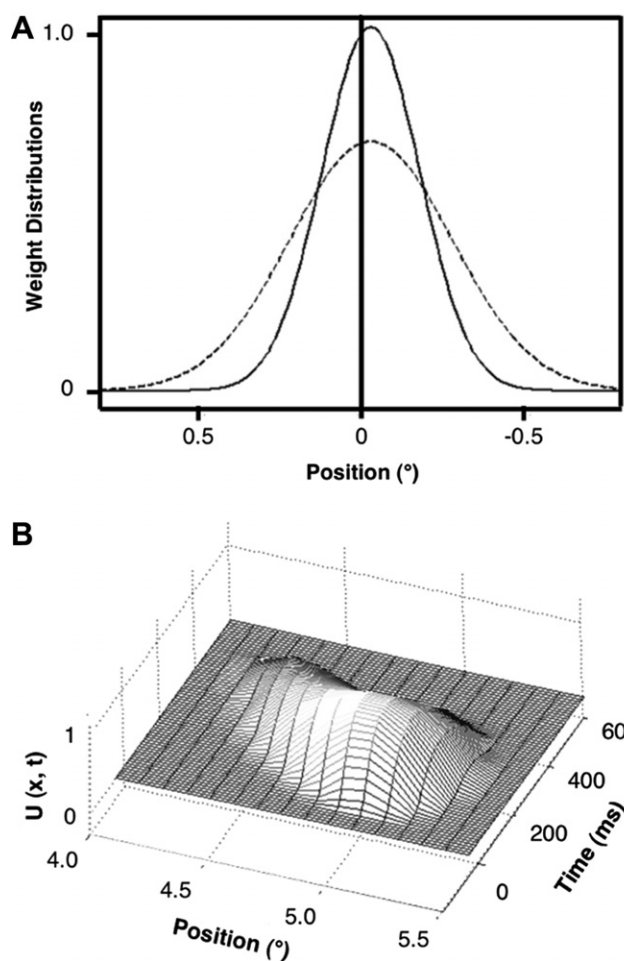 A
Weight Distributions
1.0
0
0.5
0
-0.5
Position (°)
B
U (x, t)
1
0
4.0
4.5
5.0
5.5
Position (°)
0
200
400
60
Time (ms)